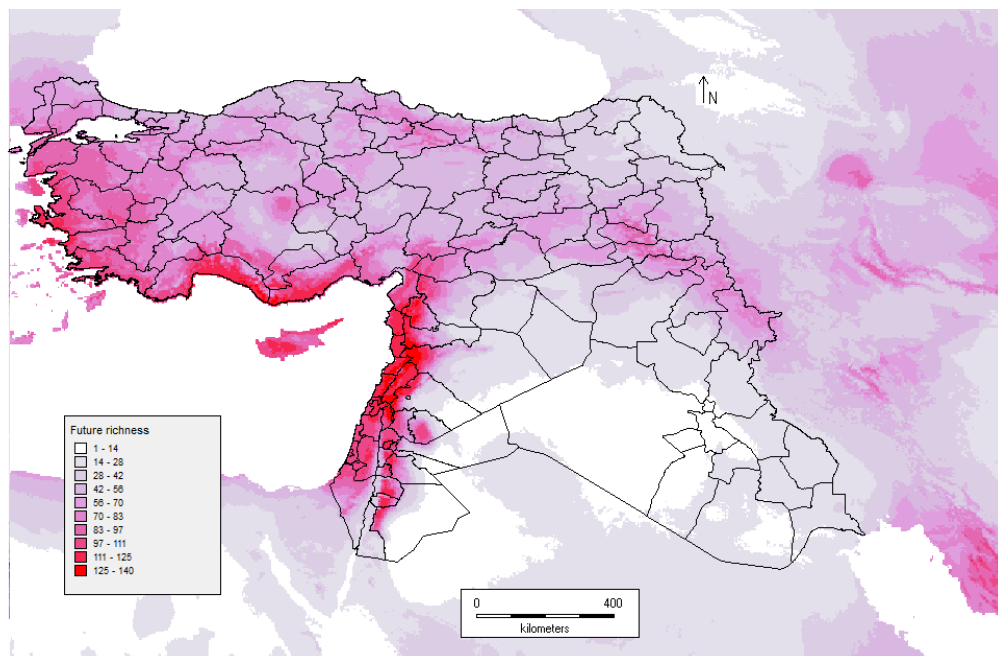 N
Future richness
1 - 14
14 - 28
28 - 42
42 - 56
56 - 70
70 - 83
83 - 97
97 - 111
111 - 125
125 - 140
0 400
kilometers